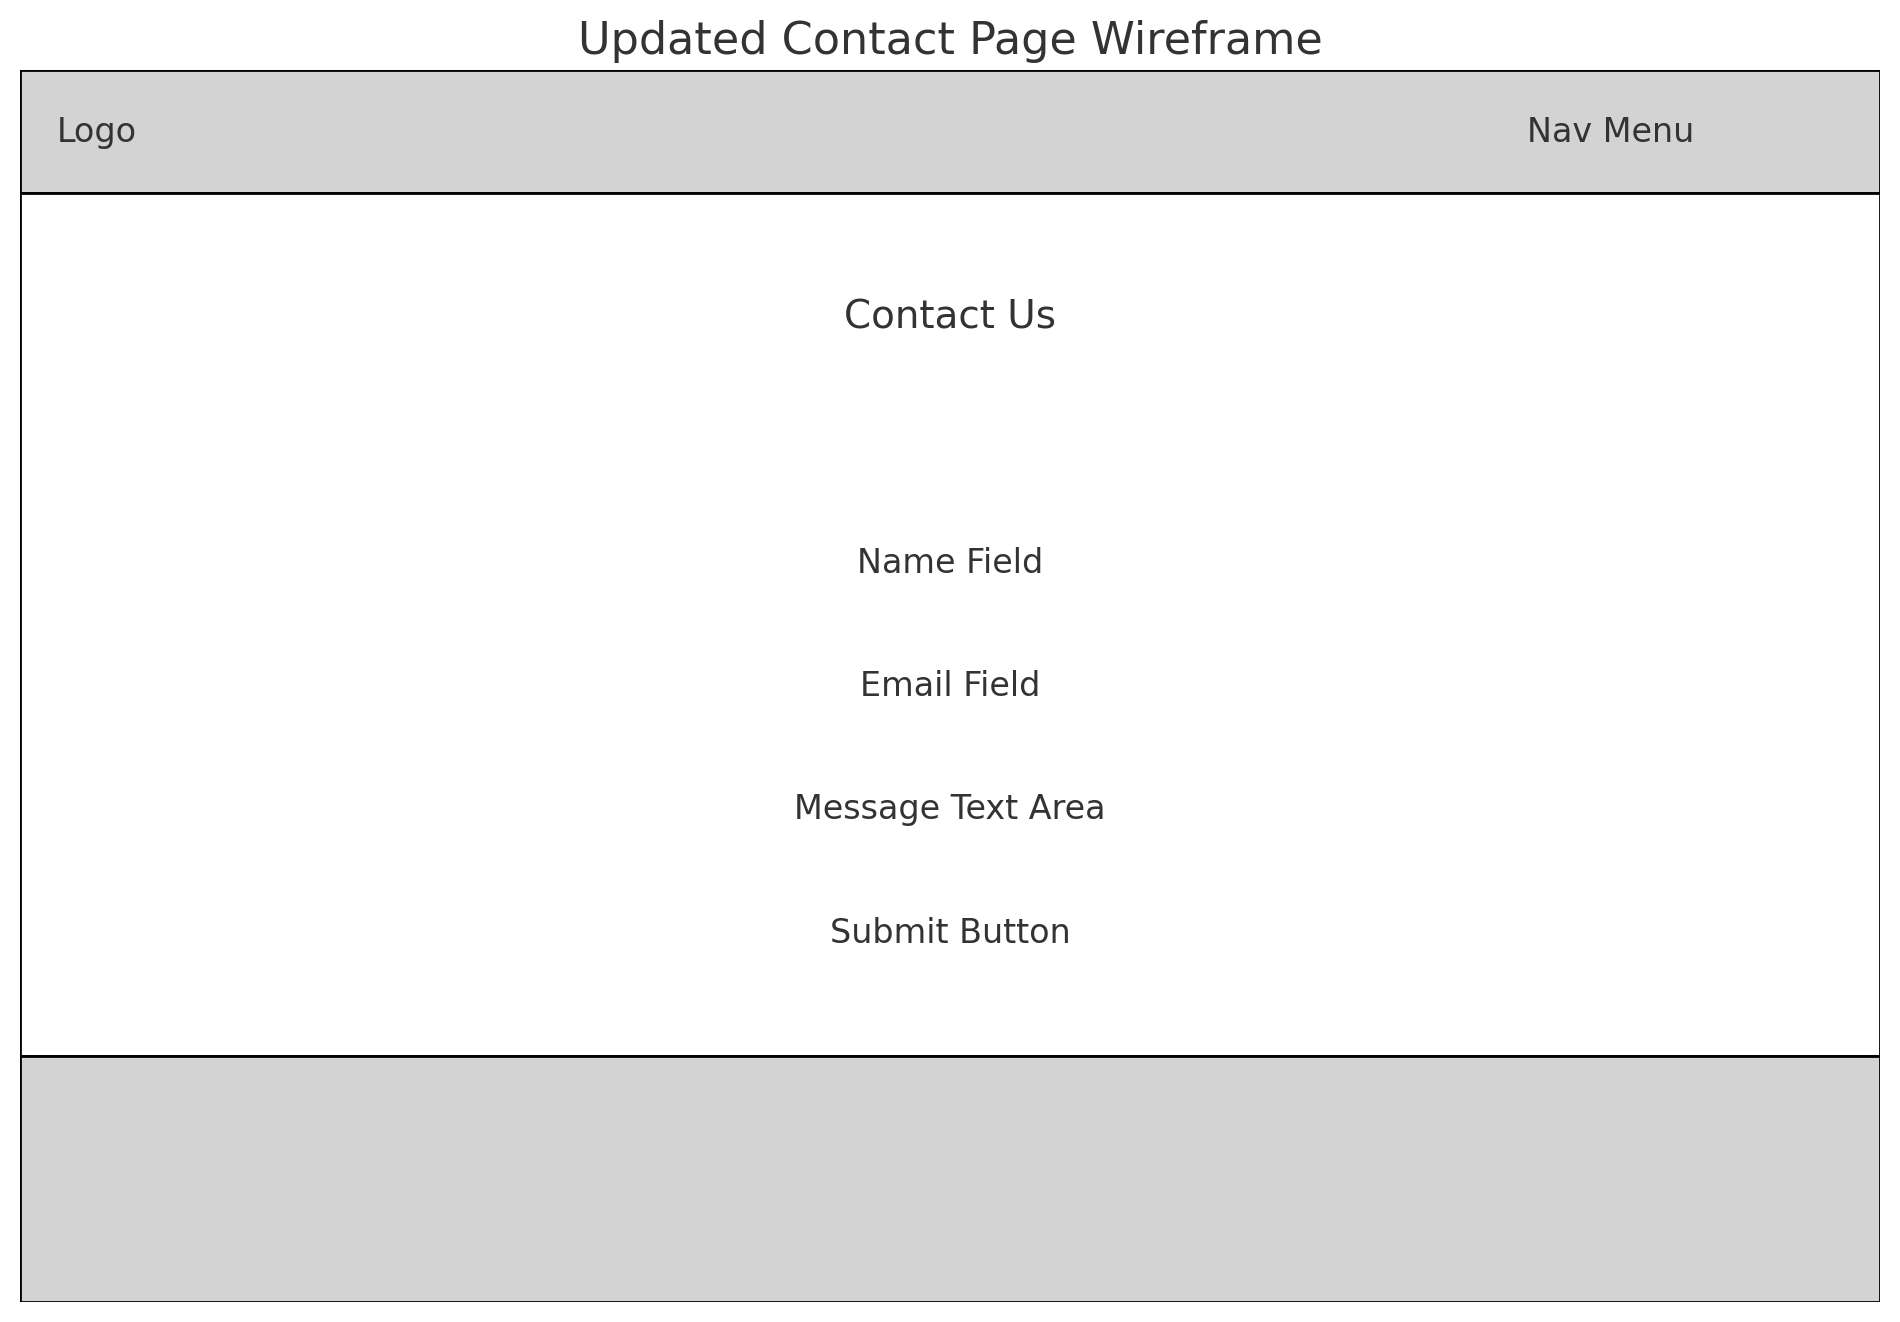 Updated Contact Page Wireframe
Logo Nav Menu
Contact Us
Name Field
Email Field
Message Text Area
Submit Button